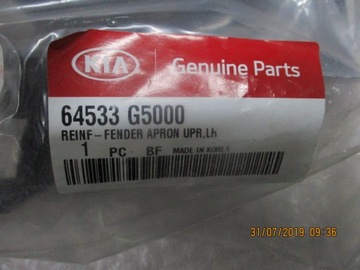 KIA Genuine Parts
64533 G5000
REINF-FENDER APRON UPR,Lh
1 PC BF MADE IN KOREA
31/07/2019 09:36